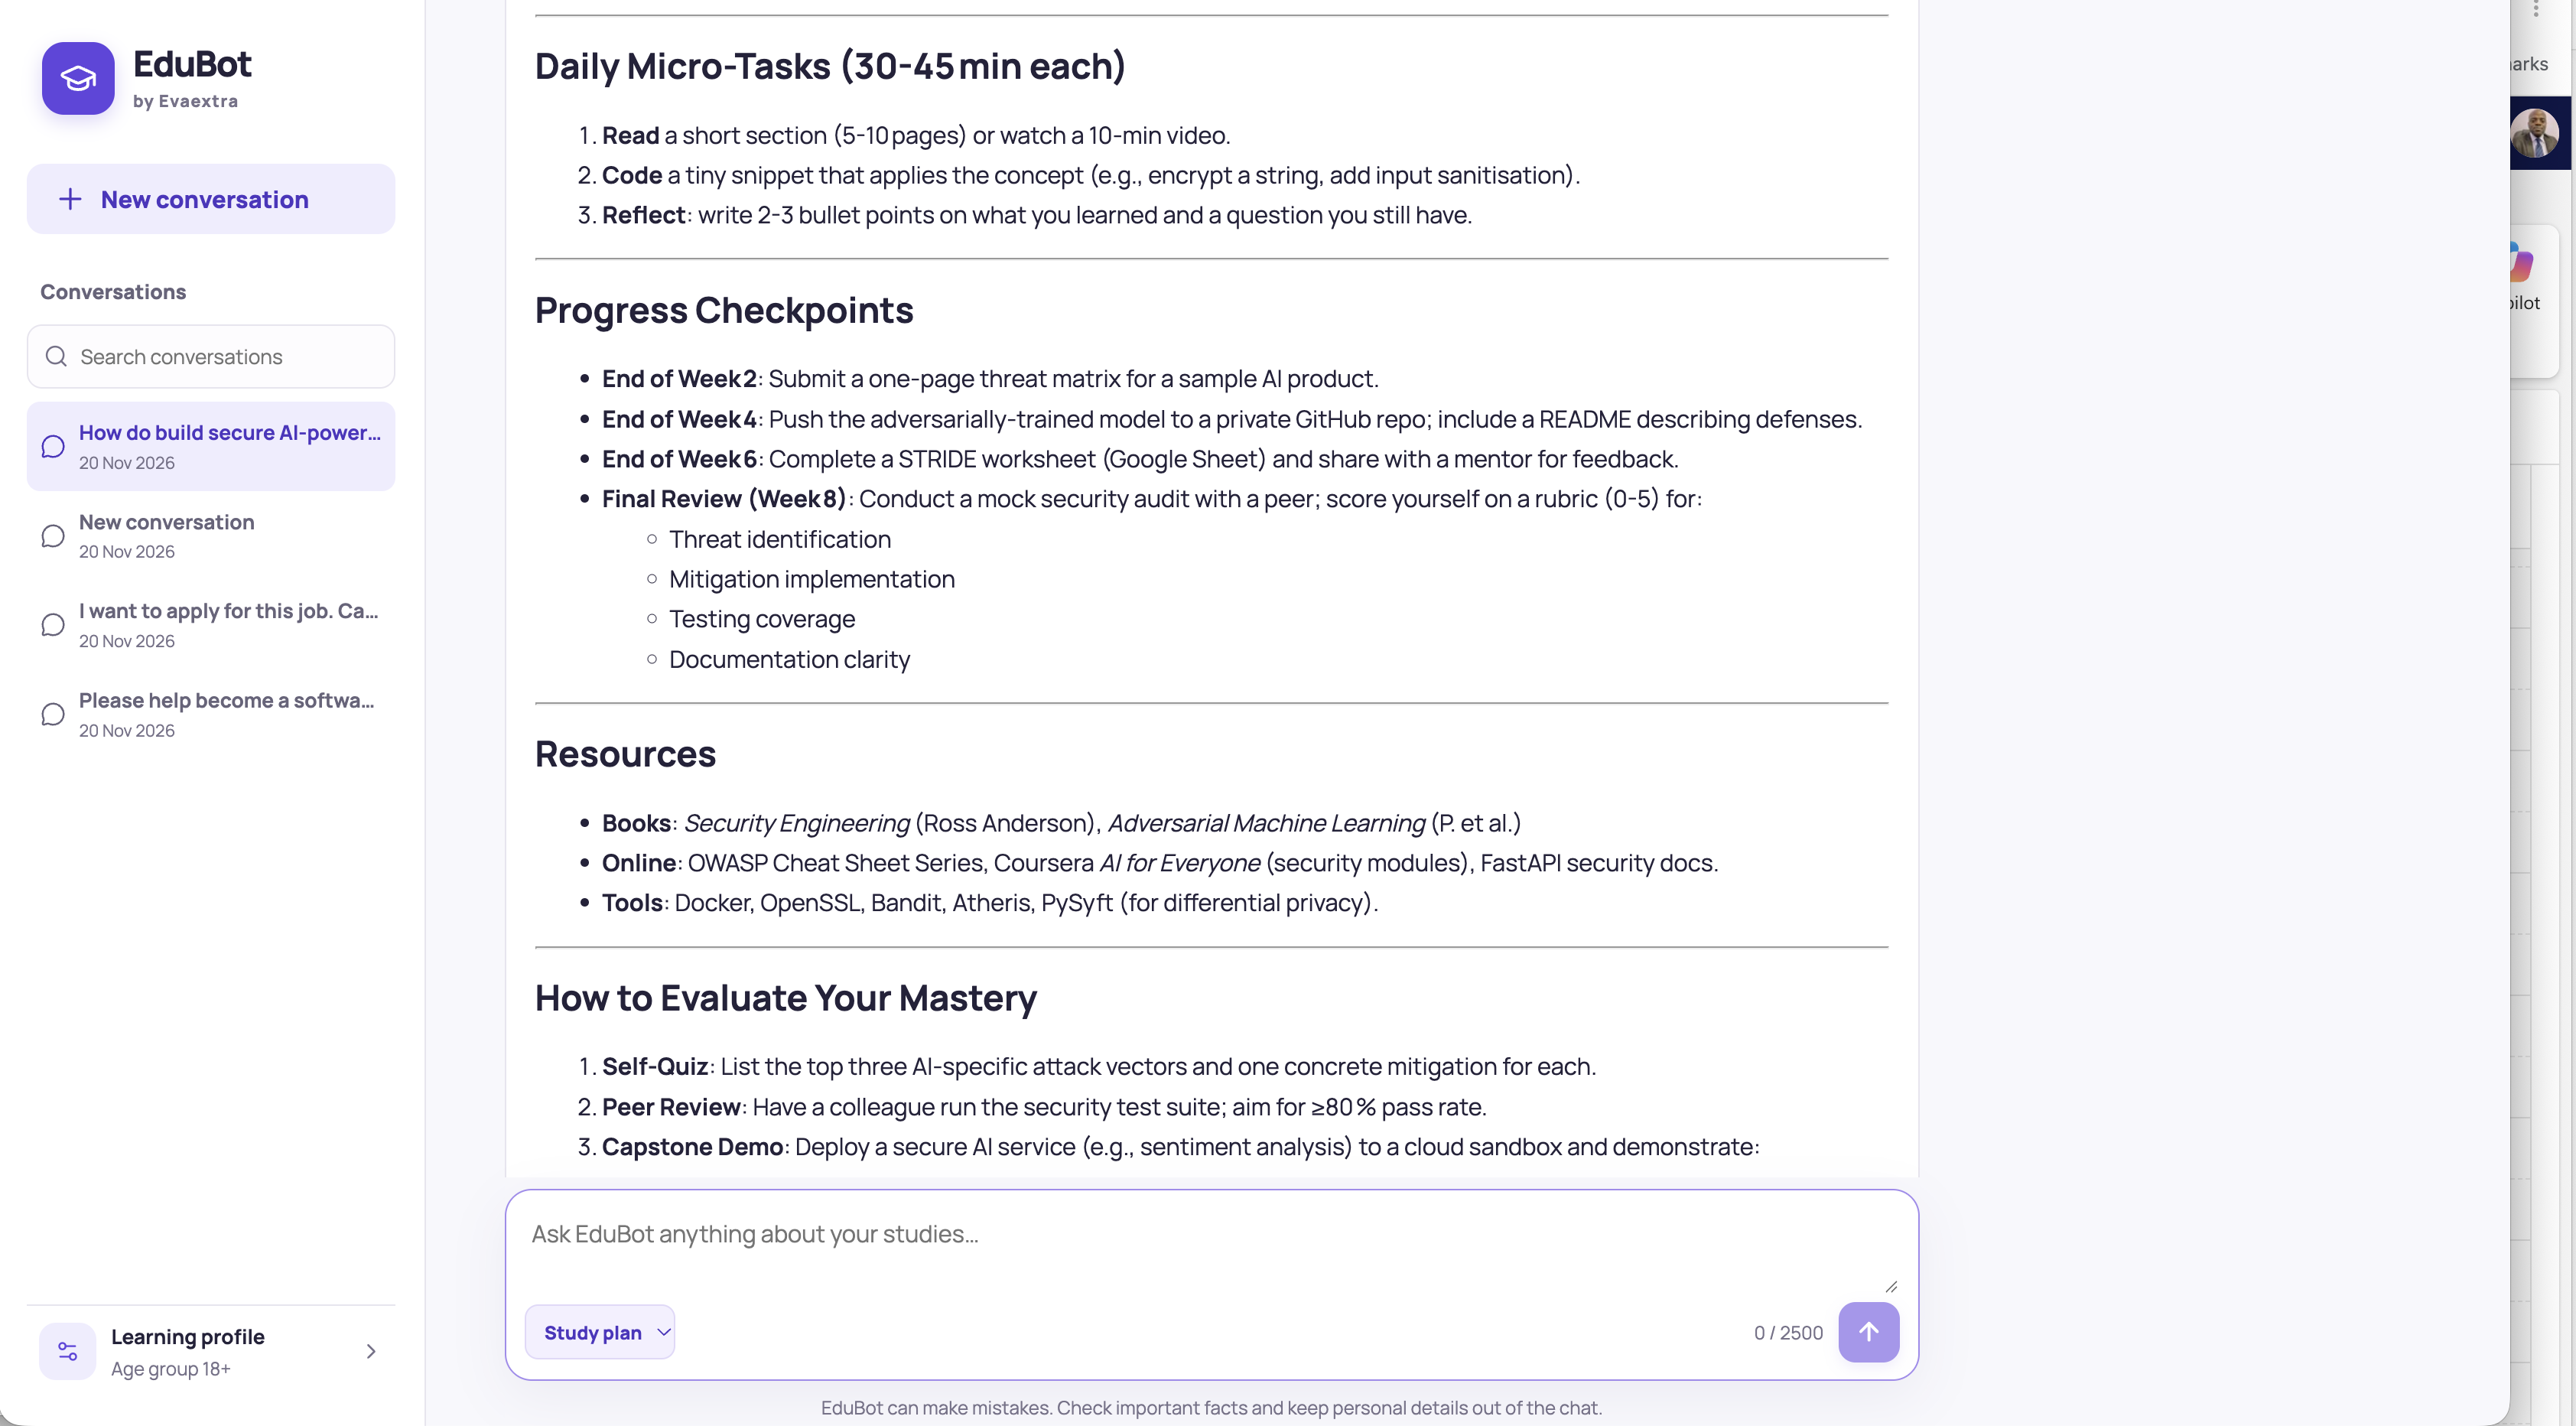 EduBot
by Evaextra
New conversation
Conversations
Search conversations
How do build secure AI-power...
20 Nov 2026
New conversation
20 Nov 2026
I want to apply for this job. Ca...
20 Nov 2026
Please help become a softwa...
20 Nov 2026
Learning profile
Age group 18+
Daily Micro-Tasks (30-45 min each)
1. Read a short section (5-10 pages) or watch a 10-min video.
2. Code a tiny snippet that applies the concept (e.g., encrypt a string, add input sanitisation).
3. Reflect: write 2-3 bullet points on what you learned and a question you still have.
Progress Checkpoints
• End of Week 2: Submit a one-page threat matrix for a sample AI product.
• End of Week 4: Push the adversarially-trained model to a private GitHub repo; include a README describing defenses.
• End of Week 6: Complete a STRIDE worksheet (Google Sheet) and share with a mentor for feedback.
• Final Review (Week 8): Conduct a mock security audit with a peer; score yourself on a rubric (0-5) for:
○ Threat identification
○ Mitigation implementation
○ Testing coverage
○ Documentation clarity
Resources
• Books: Security Engineering (Ross Anderson), Adversarial Machine Learning (P. et al.)
• Online: OWASP Cheat Sheet Series, Coursera AI for Everyone (security modules), FastAPI security docs.
• Tools: Docker, OpenSSL, Bandit, Atheris, PySyft (for differential privacy).
How to Evaluate Your Mastery
1. Self-Quiz: List the top three AI-specific attack vectors and one concrete mitigation for each.
2. Peer Review: Have a colleague run the security test suite; aim for ≥80 % pass rate.
3. Capstone Demo: Deploy a secure AI service (e.g., sentiment analysis) to a cloud sandbox and demonstrate:
Ask EduBot anything about your studies...
Study plan
0 / 2500
EduBot can make mistakes. Check important facts and keep personal details out of the chat.